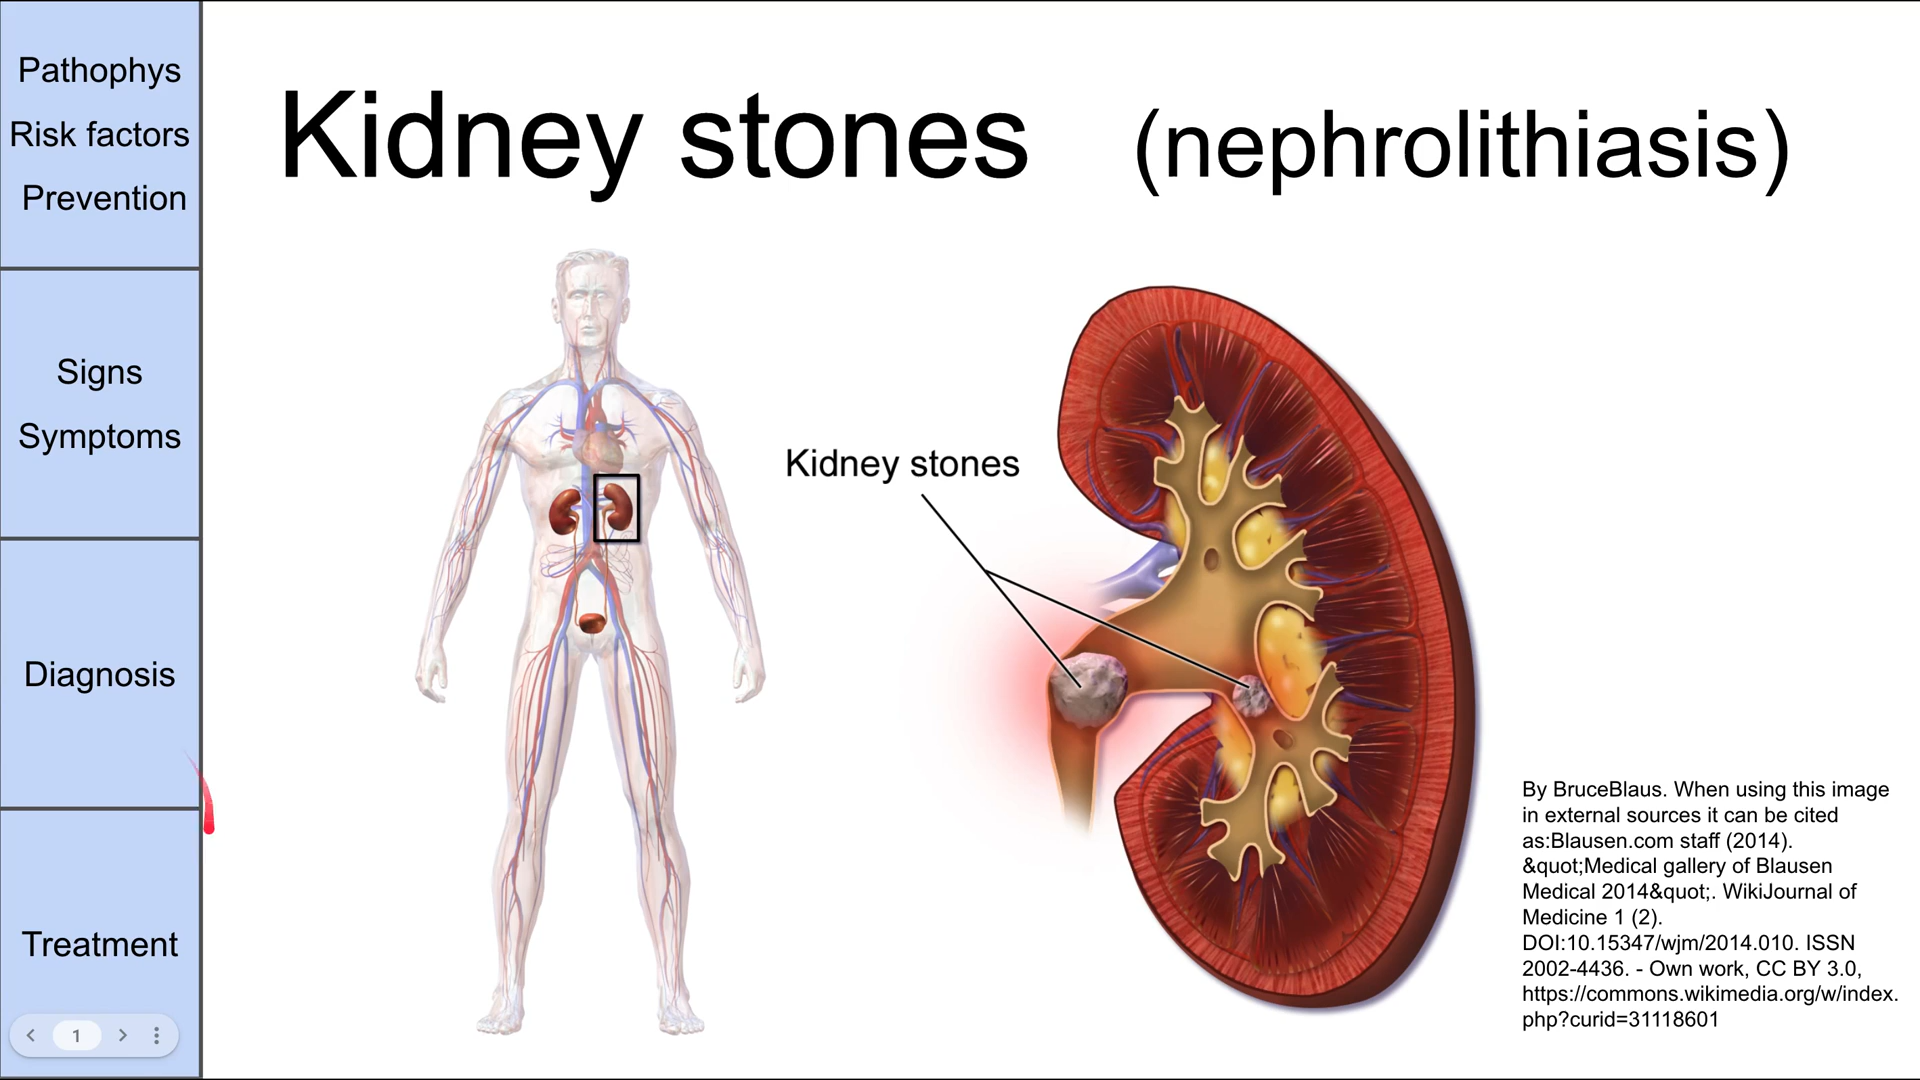 Pathophys
Risk factors
Prevention
Signs
Symptoms
Diagnosis
Treatment
1
Kidney stones (nephrolithiasis)
Kidney stones
By BruceBlaus. When using this image
in external sources it can be cited
as:Blausen.com staff (2014).
&quot;Medical gallery of Blausen
Medical 2014&quot;. WikiJournal of
Medicine 1 (2).
DOI:10.15347/wjm/2014.010. ISSN
2002-4436. - Own work, CC BY 3.0,
https://commons.wikimedia.org/w/index.
php?curid=31118601